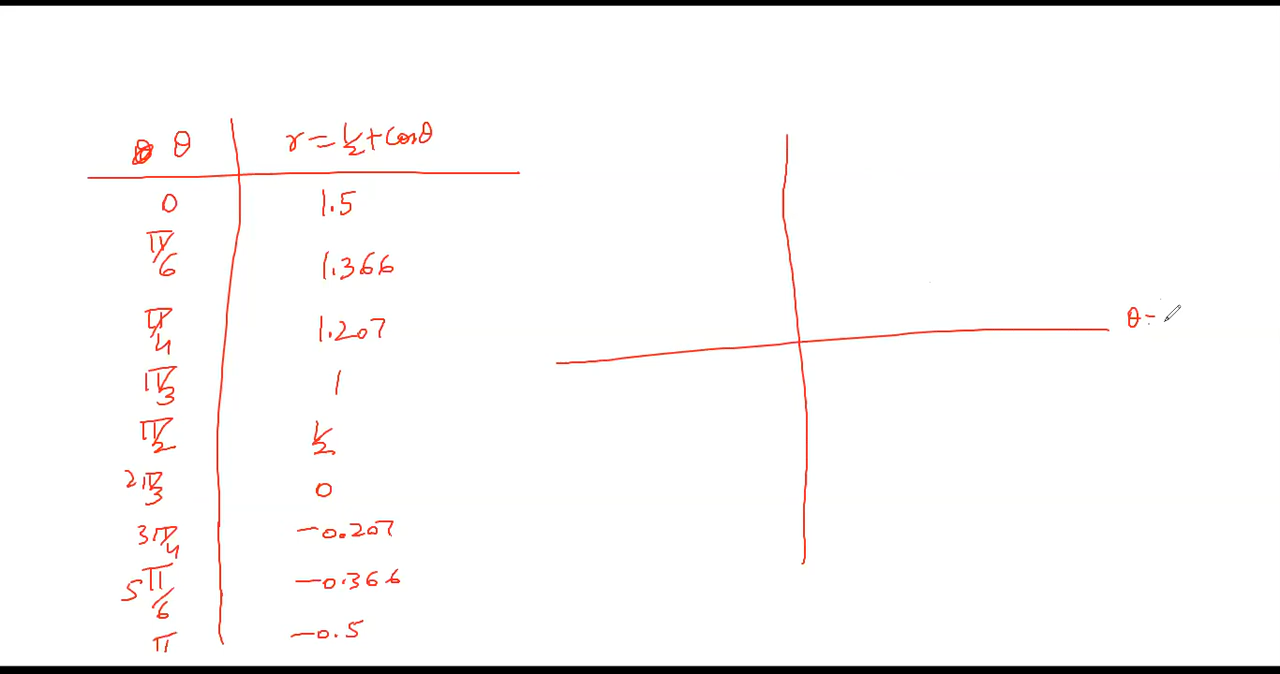 θ r = 1/2 + cosθ
0 1.5
π/6 1.366
π/4 1.207
π/3 1
π/2 1/2
2π/3 0
3π/4 -0.207
5π/6 -0.366
π -0.5
θ =